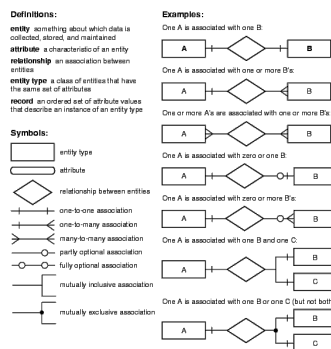 Definitions:
entity something about which data is
collected, stored, and maintained
attribute a characteristic of an entity
relationship an association between
entities
entity type a class of entities that have
the same set of attributes
record an ordered set of attribute values
that describe an instance of an entity type
Symbols:
entity type
attribute
relationship between entities
one-to-one association
one-to-many association
many-to-many association
partly optional association
fully optional association
mutually inclusive association
mutually exclusive association
Examples:
One A is associated with one B:
A
B
One A is associated with one or more B's:
A
B
One or more A's are associated with one or more B's:
A
B
One A is associated with zero or one B:
A
B
One A is associated with zero or more B's:
A
B
One A is associated with one B and one C:
A
B
C
One A is associated with one B or one C (but not both
A
B
C